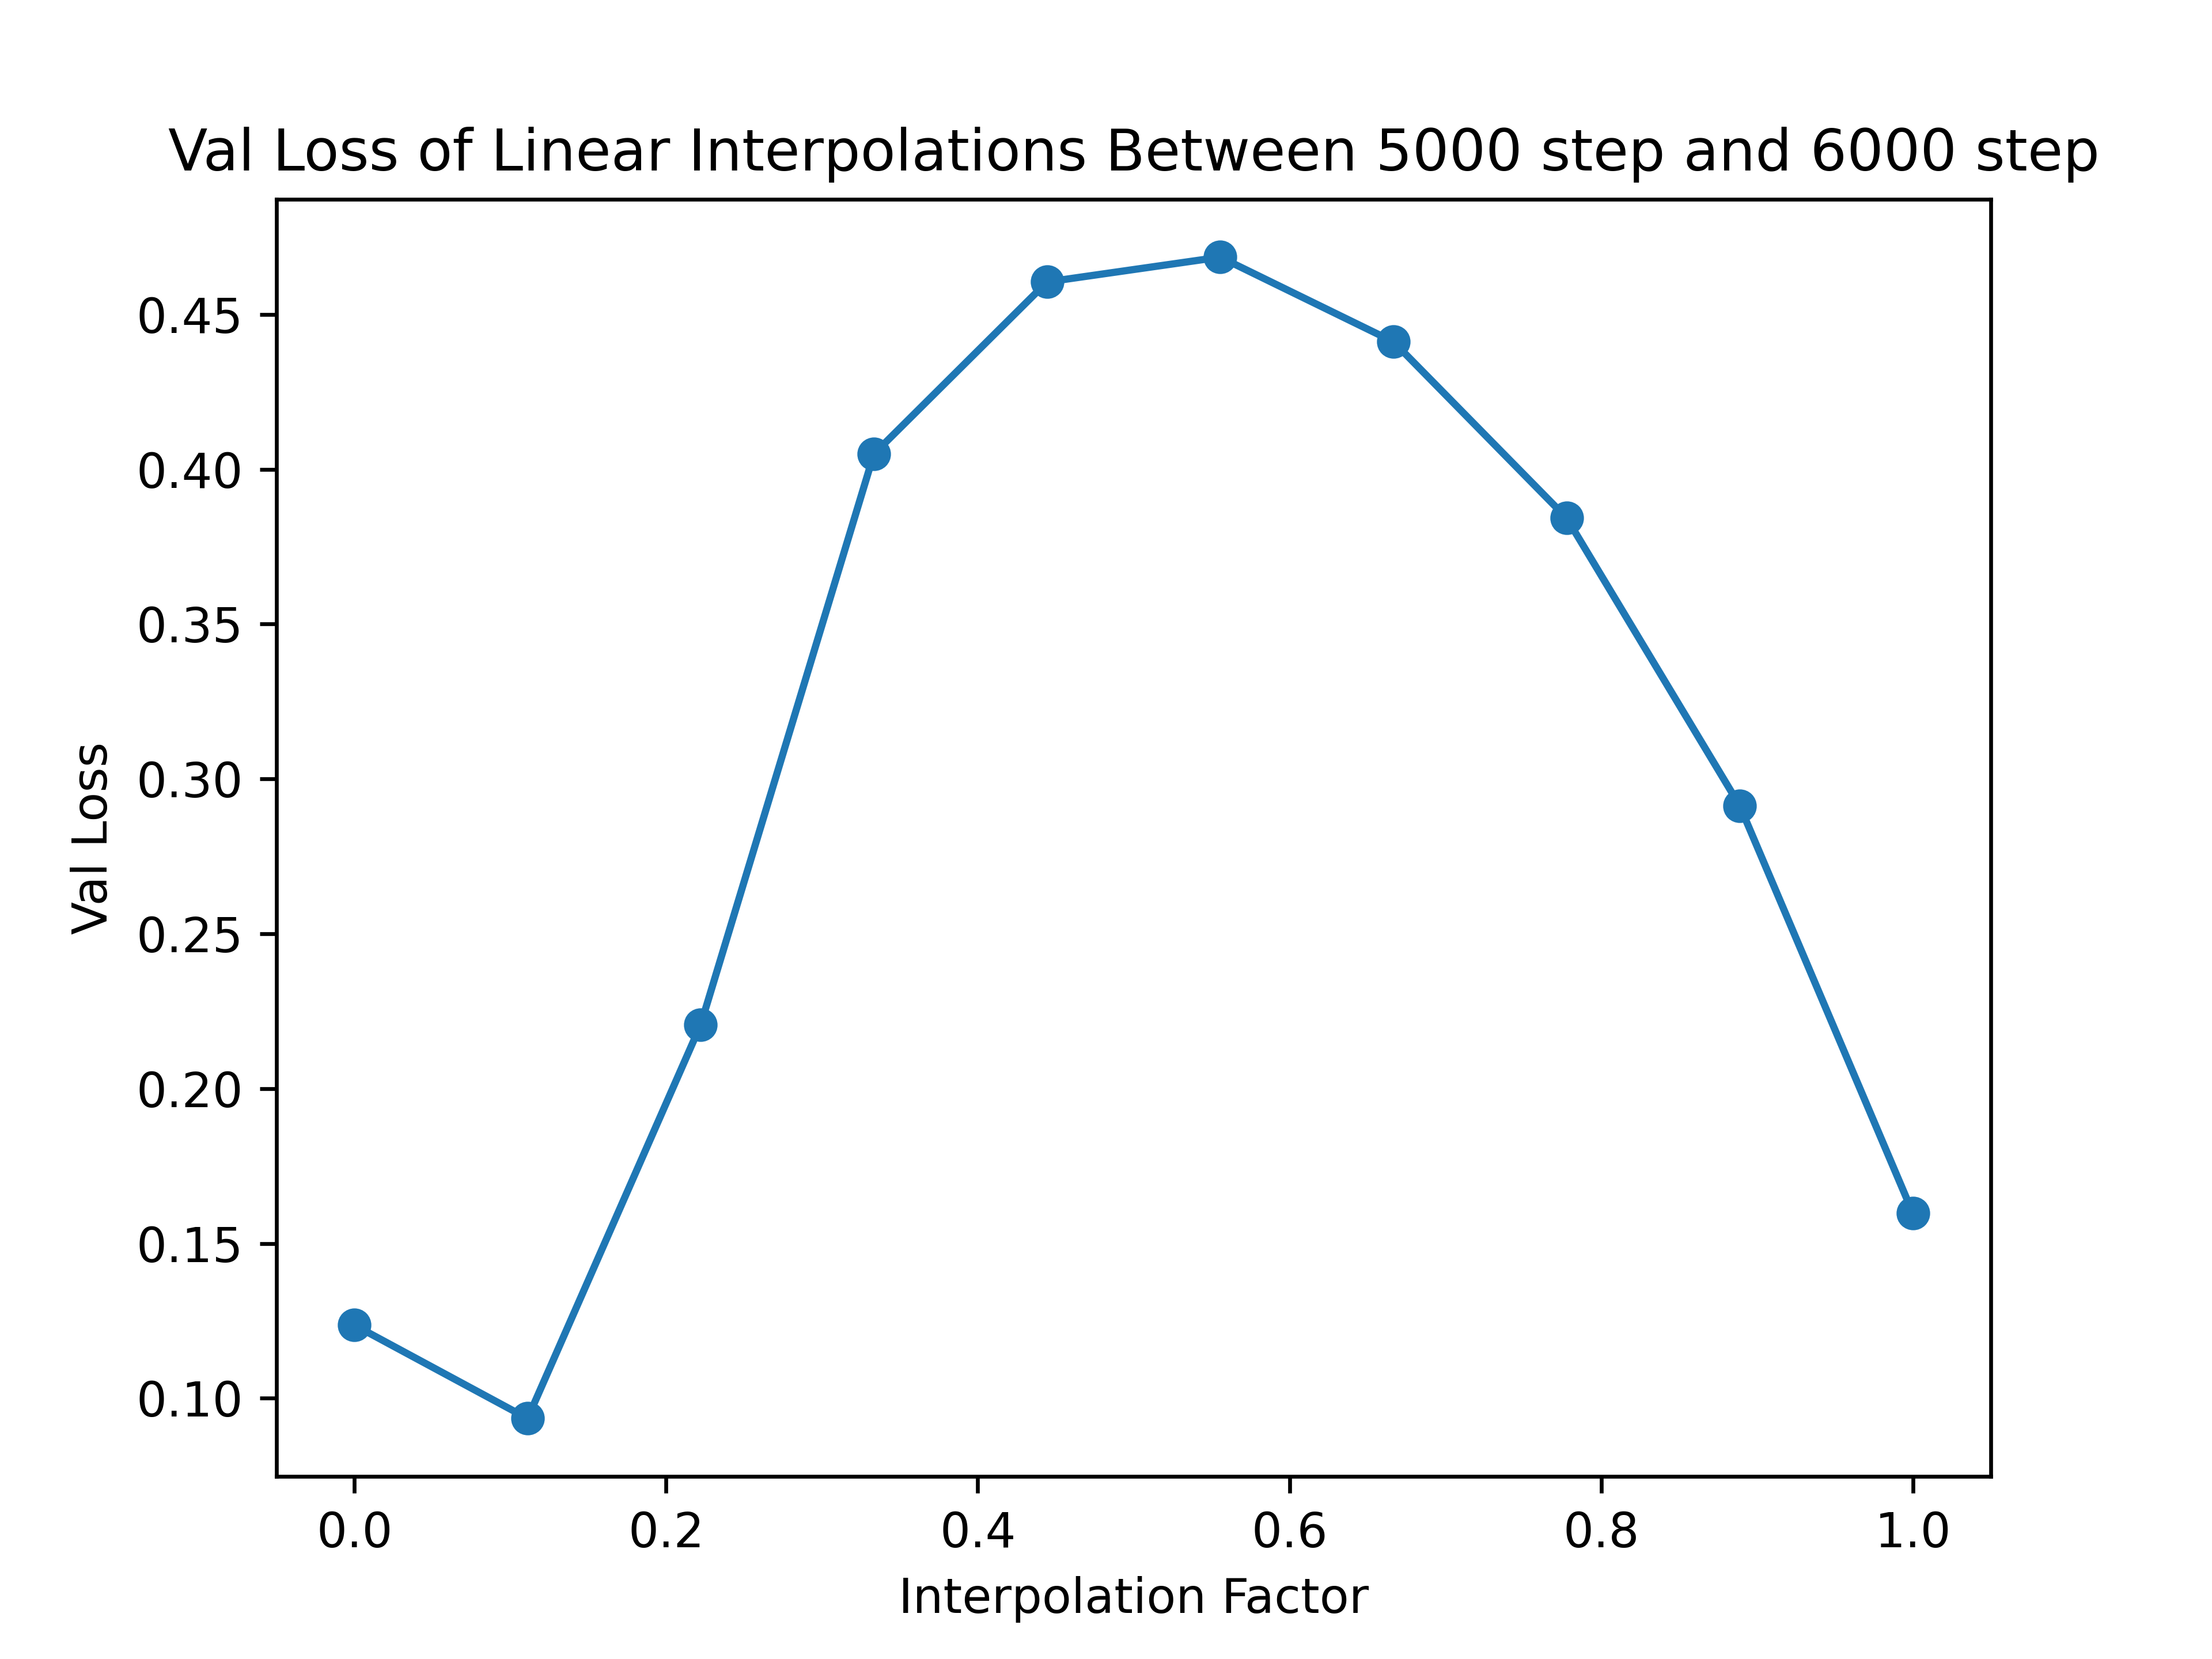 Val Loss of Linear Interpolations Between 5000 step and 6000 step
Val Loss
0.45
0.40
0.35
0.30
0.25
0.20
0.15
0.10
0.0 0.2 0.4 0.6 0.8 1.0
Interpolation Factor